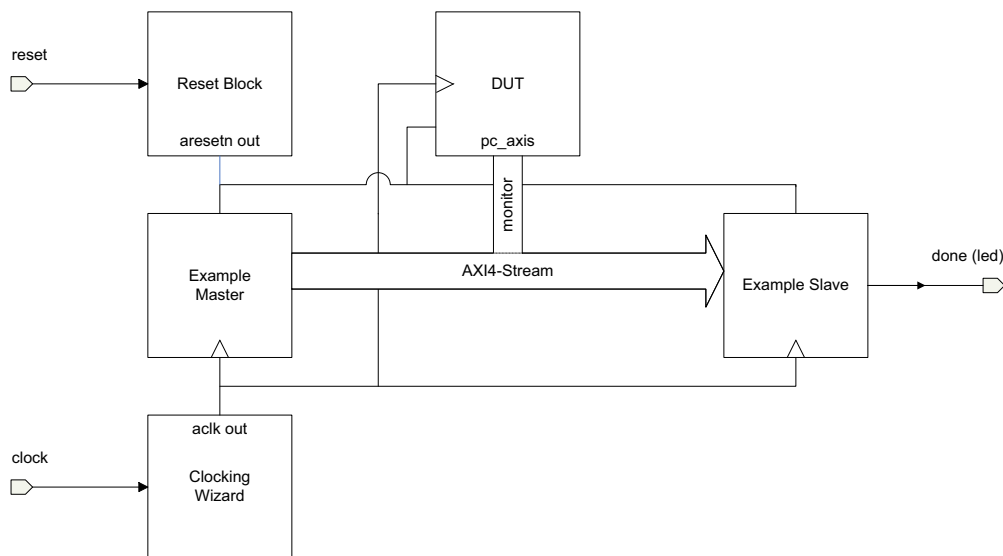 reset
Reset Block
aresetn out
DUT
pc_axis
monitor
Example
Master
AXI4-Stream
Example Slave
done (led)
aclk out
clock
Clocking
Wizard